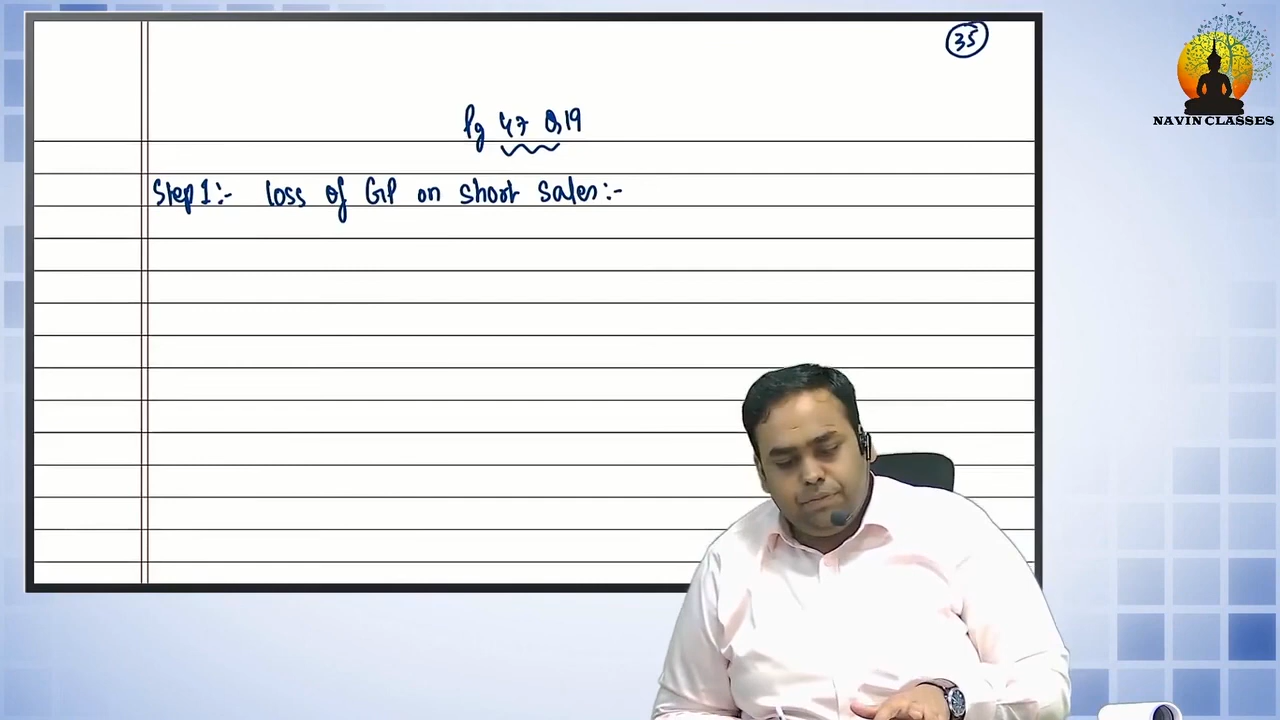 35
NAVIN CLASSES
Pg 47 Q.19
Step 1:- Loss of GP on short sales:-